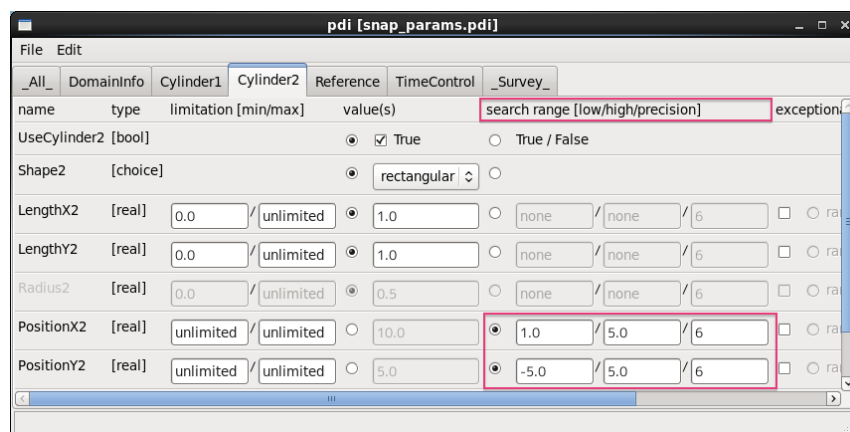 pdi [snap_params.pdi]
File Edit
_All_ DomainInfo Cylinder1 Cylinder2 Reference TimeControl _Survey_
name type limitation [min/max] value(s) search range [low/high/precision]
UseCylinder2 [bool] True True / False
Shape2 [choice] rectangular
LengthX2 [real] 0.0 / unlimited 1.0 none / none / 6
LengthY2 [real] 0.0 / unlimited 1.0 none / none / 6
Radius2 [real] 0.0 / unlimited 0.5 none / none / 6
PositionX2 [real] unlimited / unlimited 10.0 1.0 / 5.0 / 6
PositionY2 [real] unlimited / unlimited 5.0 -5.0 / 5.0 / 6